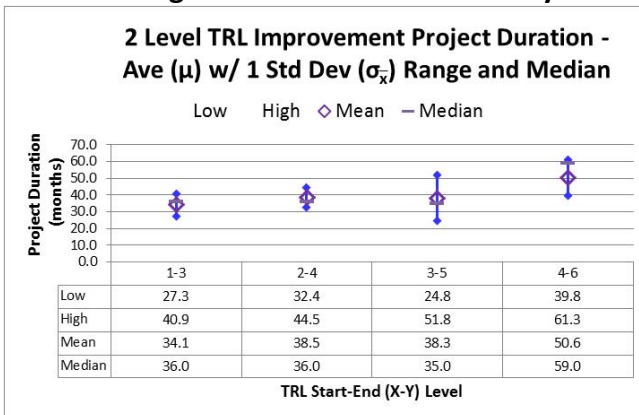 2 Level TRL Improvement Project Duration -
Ave (μ) w/ 1 Std Dev (σx̅) Range and Median
Low High Mean Median
Project Duration
(months)
70.0
60.0
50.0
40.0
30.0
20.0
10.0
0.0
1-3 2-4 3-5 4-6
Low 27.3 32.4 24.8 39.8
High 40.9 44.5 51.8 61.3
Mean 34.1 38.5 38.3 50.6
Median 36.0 36.0 35.0 59.0
TRL Start-End (X-Y) Level